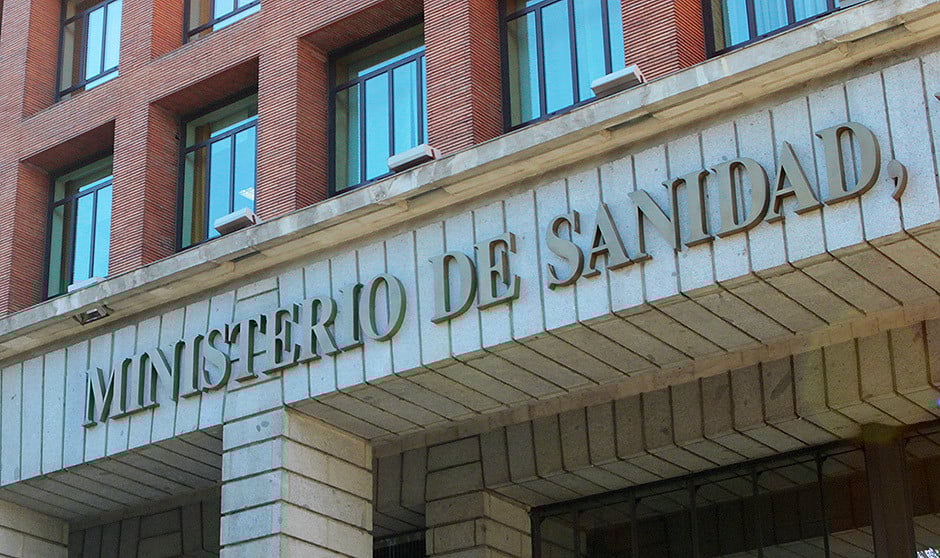 MINISTERIO DE SANIDAD,